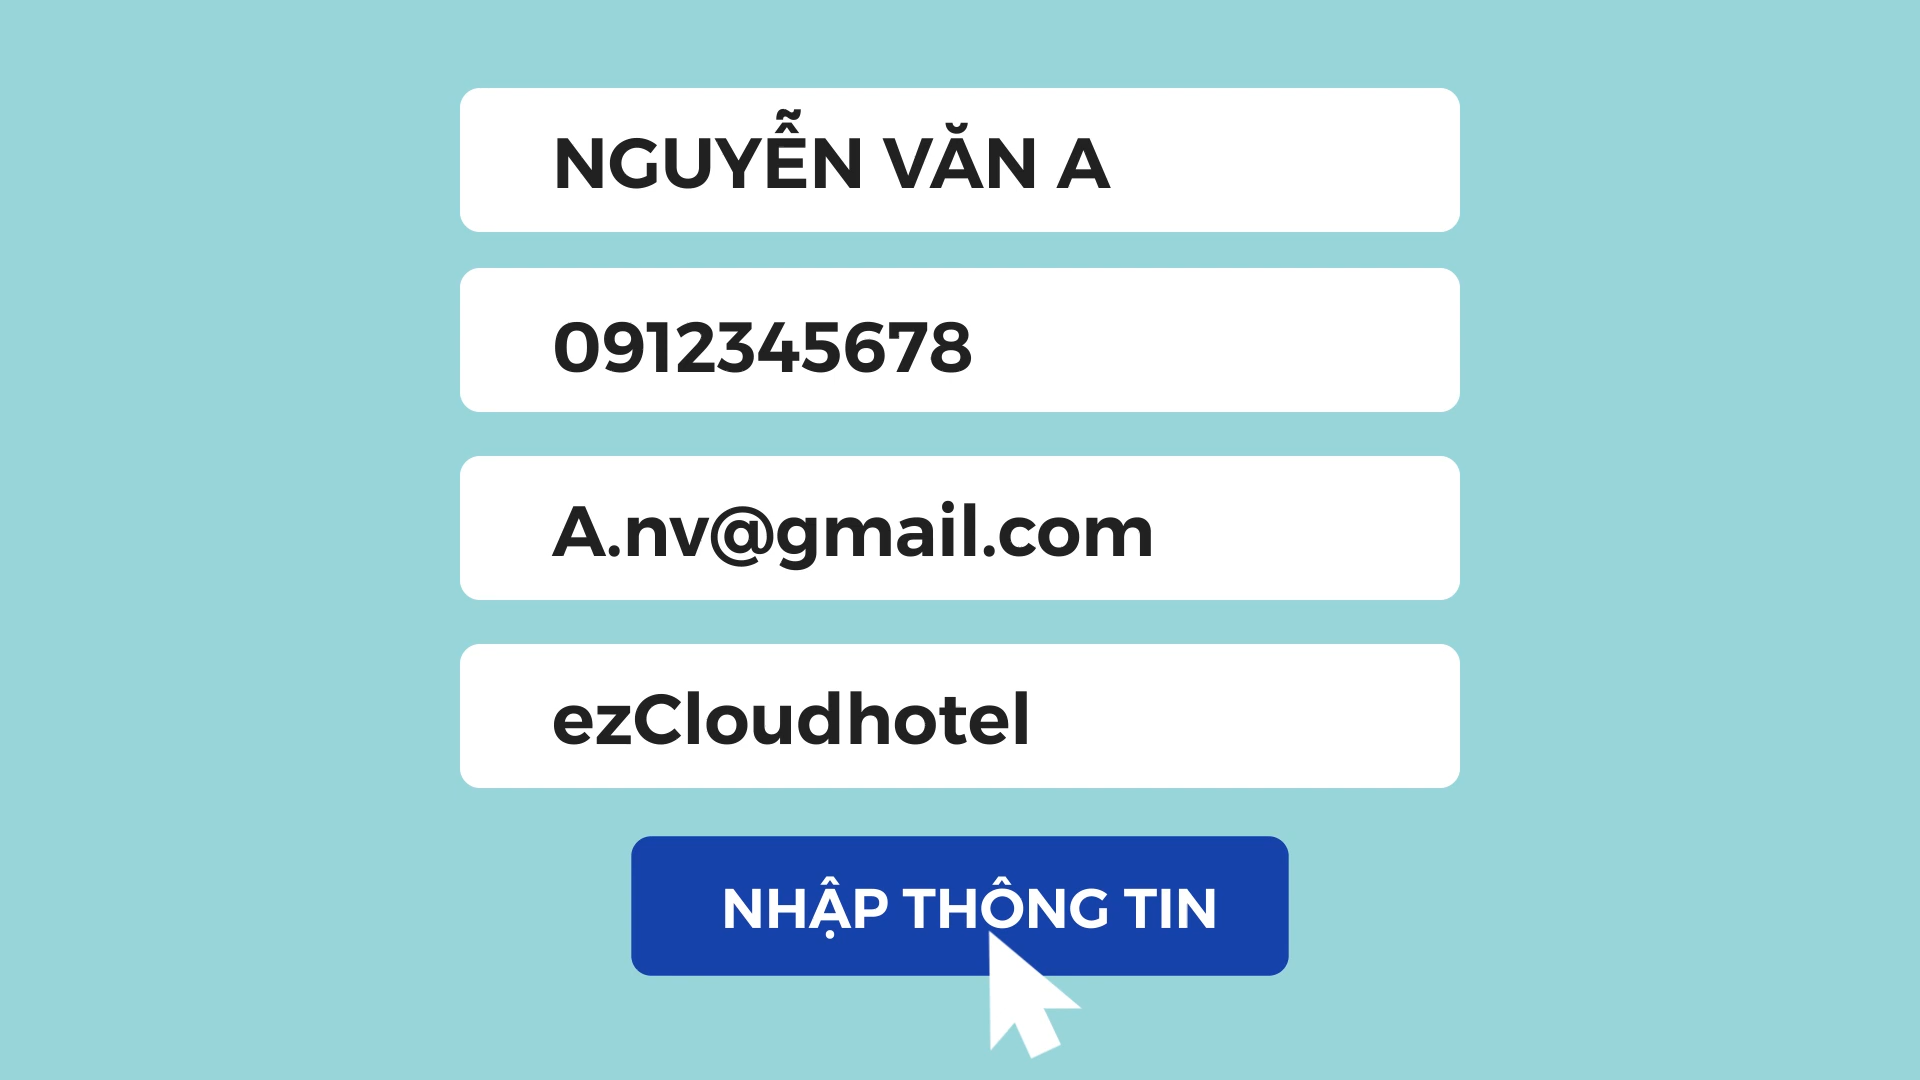 NGUYỄN VĂN A
0912345678
A.nv@gmail.com
ezCloudhotel
NHẬP THÔNG TIN